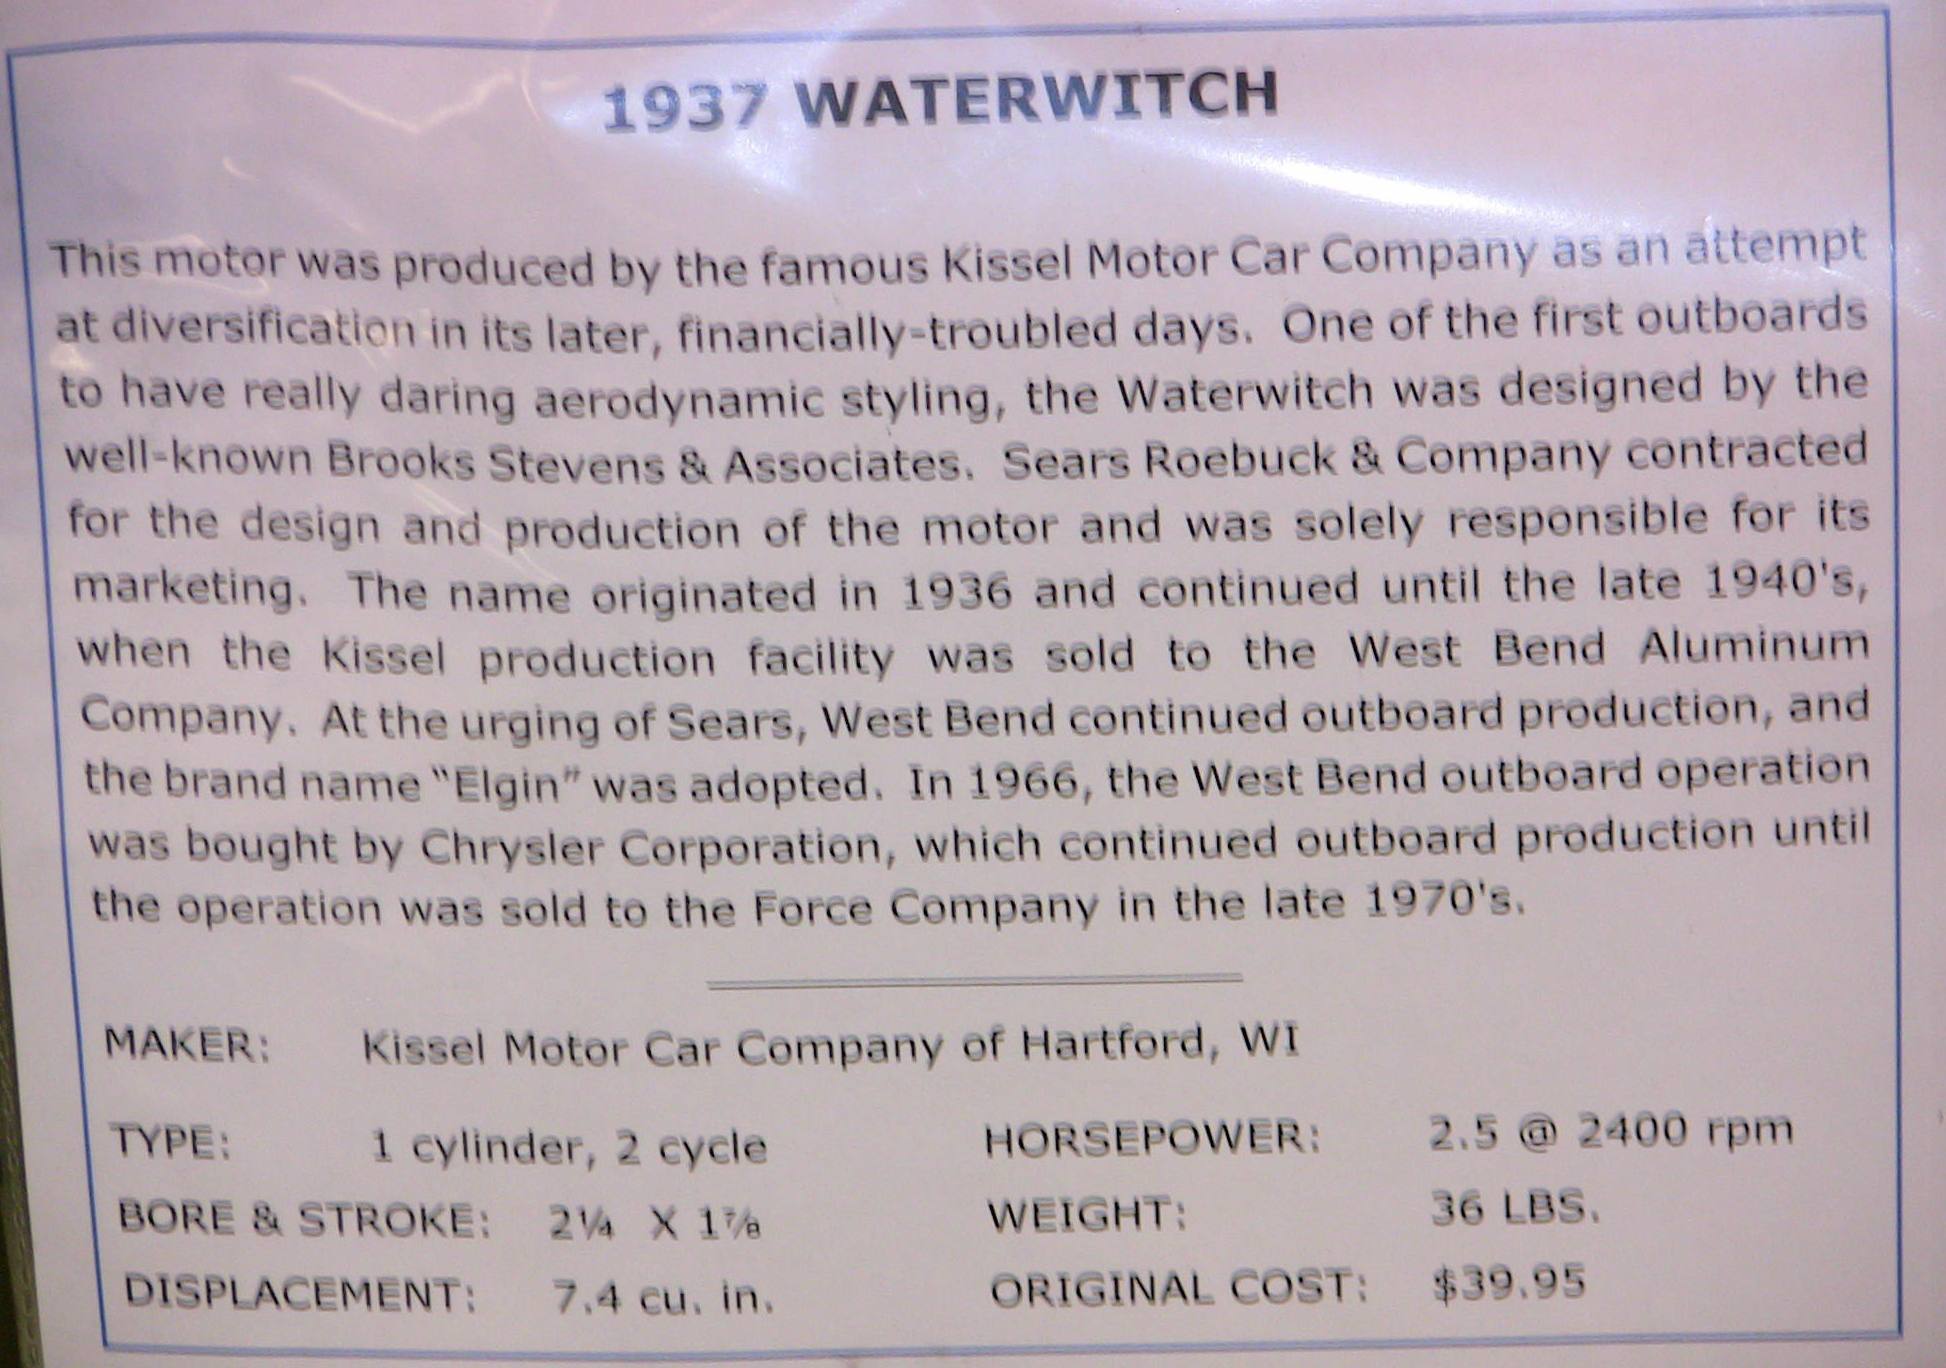 1937 WATERWITCH
This motor was produced by the famous Kissel Motor Car Company as an attempt
at diversification in its later, financially-troubled days. One of the first outboards
to have really daring aerodynamic styling, the Waterwitch was designed by the
well-known Brooks Stevens & Associates. Sears Roebuck & Company contracted
for the design and production of the motor and was solely responsible for its
marketing. The name originated in 1936 and continued until the late 1940's,
when the Kissel production facility was sold to the West Bend Aluminum
Company. At the urging of Sears, West Bend continued outboard production, and
the brand name “Elgin” was adopted. In 1966, the West Bend outboard operation
was bought by Chrysler Corporation, which continued outboard production until
the operation was sold to the Force Company in the late 1970's.
MAKER: Kissel Motor Car Company of Hartford, WI
TYPE: 1 cylinder, 2 cycle HORSEPOWER: 2.5 @ 2400 rpm
BORE & STROKE: 2¼ X 1⅞ WEIGHT: 36 LBS.
DISPLACEMENT: 7.4 cu. in. ORIGINAL COST: $39.95